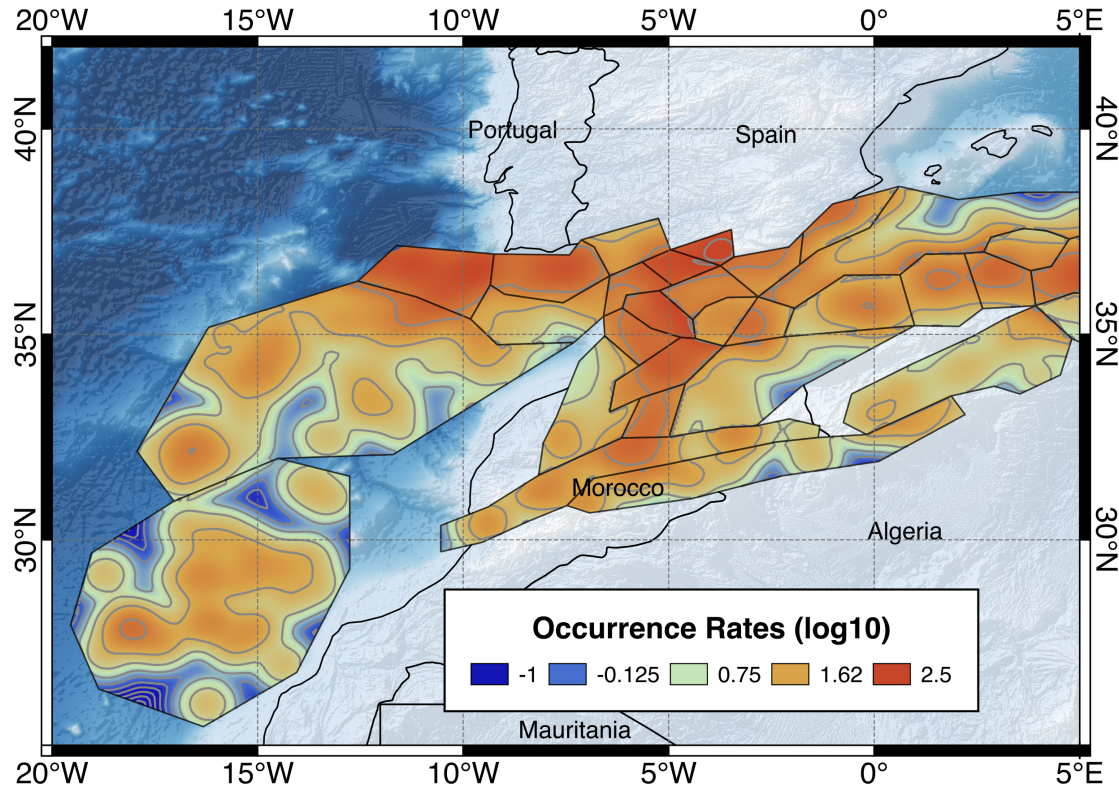 20°W 15°W 10°W 5°W 0° 5°E
40°N 40°N
Portugal Spain
35°N 35°N
Morocco
30°N Algeria 30°N
Occurrence Rates (log10)
-1 -0.125 0.75 1.62 2.5
Mauritania
20°W 15°W 10°W 5°W 0° 5°E